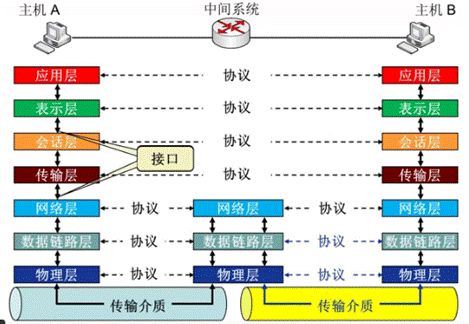 主机A 中间系统 主机B
应用层 协议 应用层
表示层 协议 表示层
会话层 协议 会话层
接口
传输层 协议 传输层
网络层 协议 网络层 协议 网络层
数据链路层 协议 数据链路层 协议 数据链路层
物理层 协议 物理层 协议 物理层
传输介质 传输介质